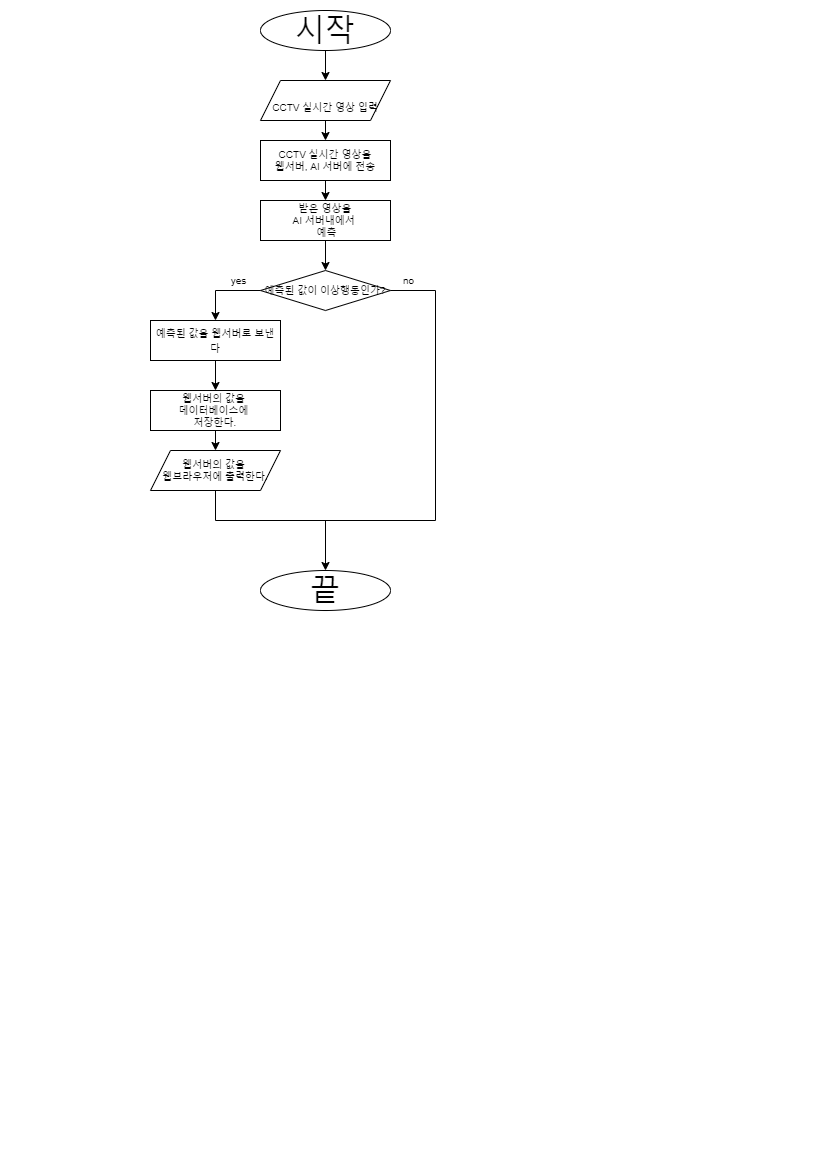 시작
CCTV 실시간 영상 입력
CCTV 실시간 영상을
웹서버, AI 서버에 전송
받은 영상을
AI 서버내에서
예측
예측된 값이 이상행동인가?
yes
no
예측된 값을 웹서버로 보낸
다
웹서버의 값을
데이터베이스에
저장한다.
웹서버의 값을
웹브라우저에 출력한다
끝